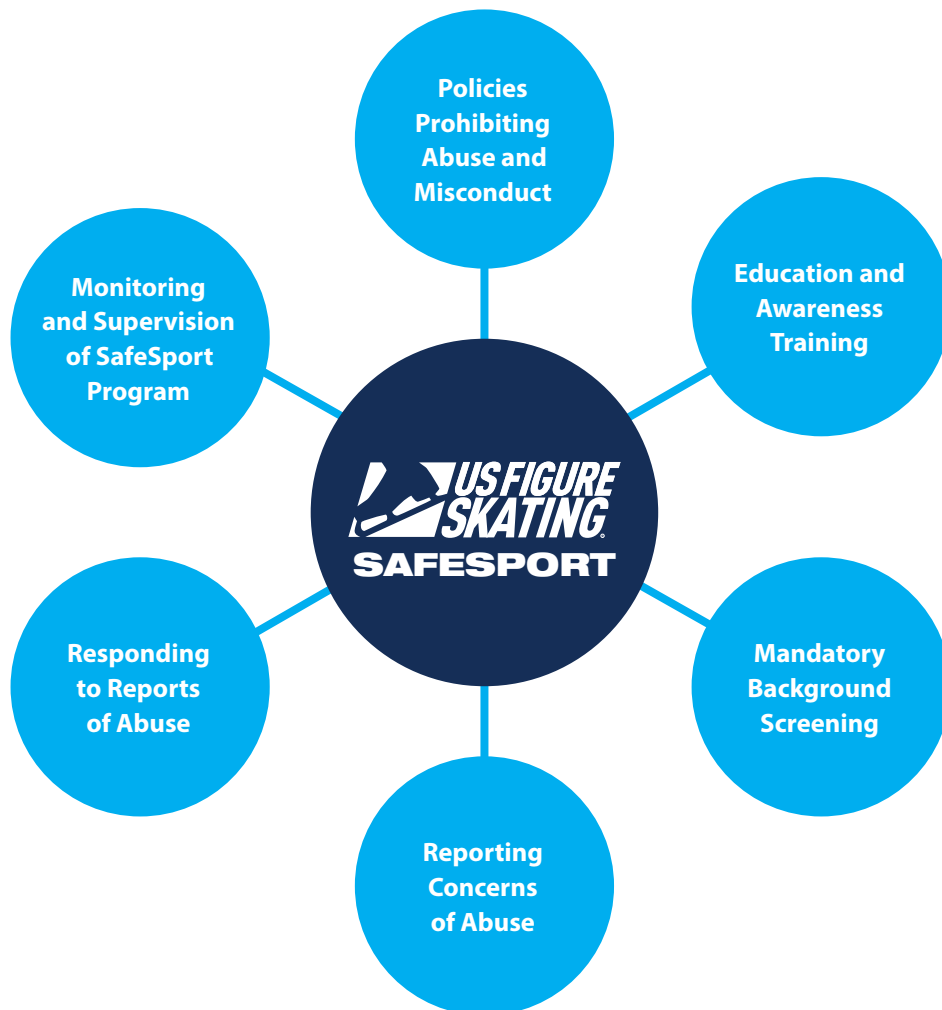 Policies
Prohibiting
Abuse and
Misconduct
Education and
Awareness
Training
Mandatory
Background
Screening
Reporting
Concerns
of Abuse
Responding
to Reports
of Abuse
Monitoring
and Supervision
of SafeSport
Program
US FIGURE
SKATING
SAFESPORT